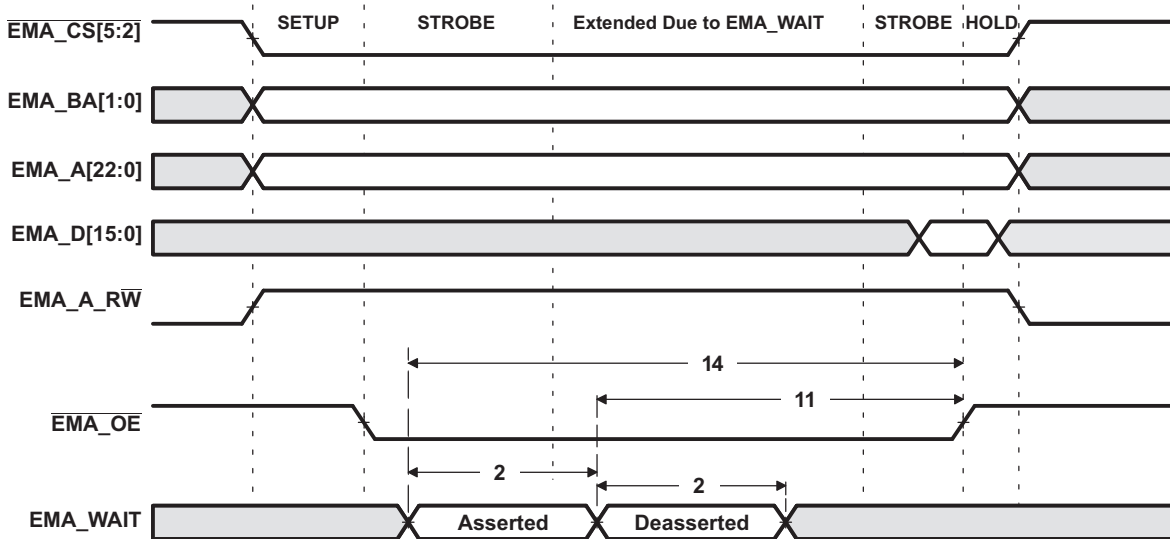 SETUP STROBE Extended Due to EMA_WAIT STROBE HOLD
EMA_CS[5:2]
EMA_BA[1:0]
EMA_A[22:0]
EMA_D[15:0]
EMA_A_RW
14
11
EMA_OE
2
2
EMA_WAIT Asserted Deasserted